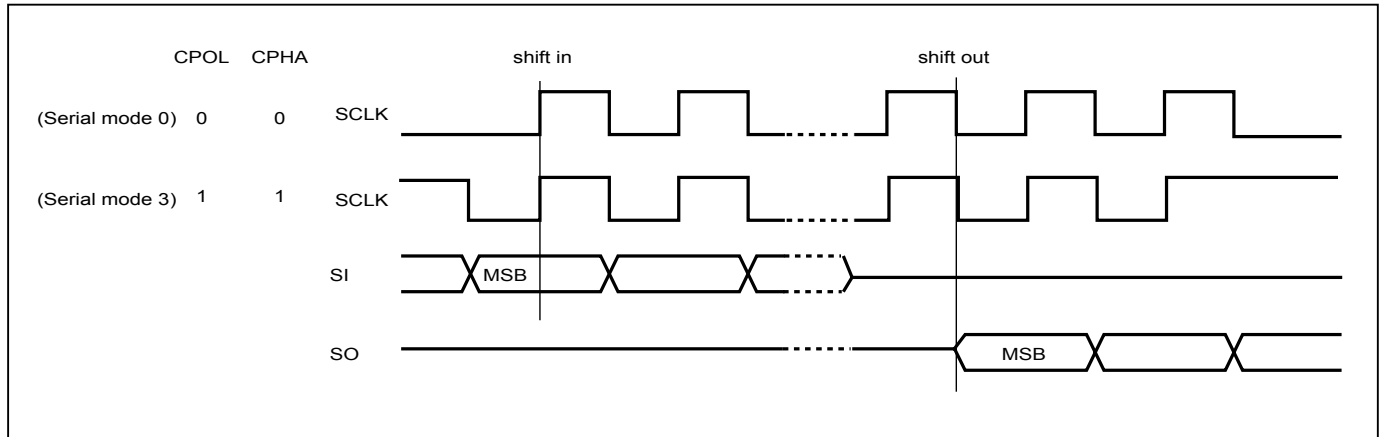 CPOL CPHA shift in shift out
(Serial mode 0) 0 0 SCLK
(Serial mode 3) 1 1 SCLK
SI MSB
SO MSB